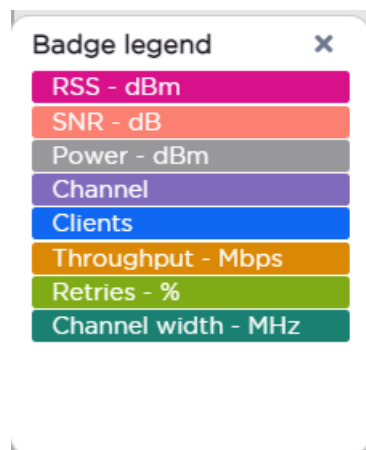 Badge legend
RSS - dBm
SNR - dB
Power - dBm
Channel
Clients
Throughput - Mbps
Retries - %
Channel width - MHz